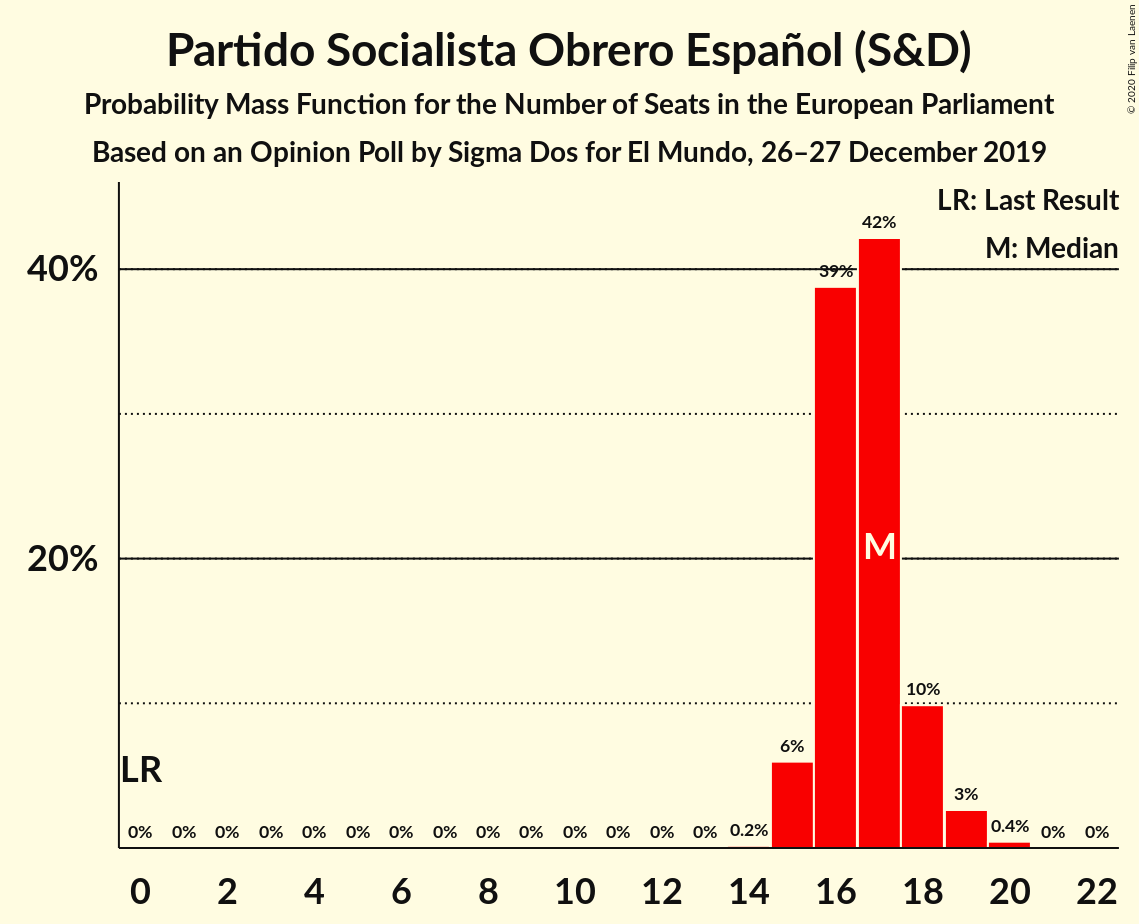 Partido Socialista Obrero Español (S&D)
Probability Mass Function for the Number of Seats in the European Parliament
Based on an Opinion Poll by Sigma Dos for El Mundo, 26–27 December 2019
© 2020 Filip van Laenen
LR: Last Result
M: Median
40%
20%
42%
39%
M
10%
6%
LR
3%
0% 0% 0% 0% 0% 0% 0% 0% 0% 0% 0% 0% 0% 0% 0.2% 0.4% 0% 0%
0 2 4 6 8 10 12 14 16 18 20 22